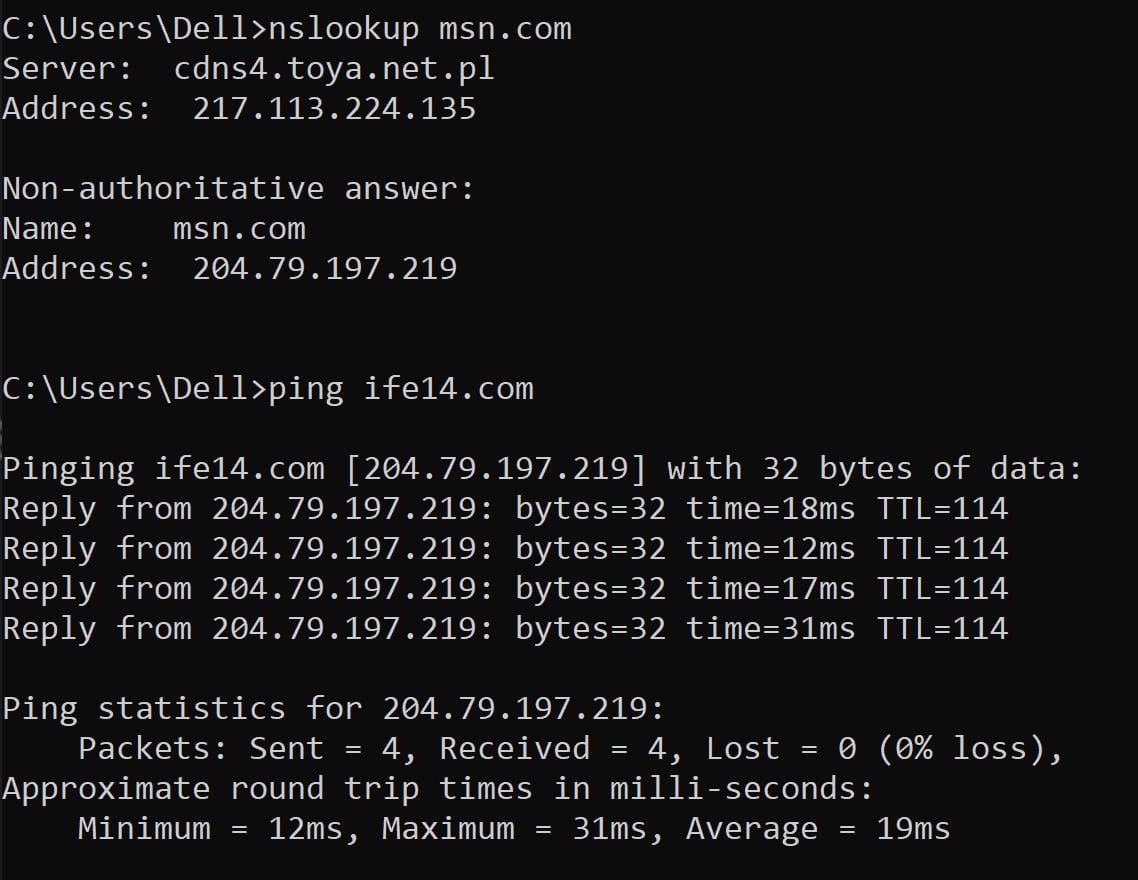 C:\Users\Dell>nslookup msn.com
Server:  cdns4.toya.net.pl
Address:  217.113.224.135

Non-authoritative answer:
Name:    msn.com
Address:  204.79.197.219


C:\Users\Dell>ping ife14.com

Pinging ife14.com [204.79.197.219] with 32 bytes of data:
Reply from 204.79.197.219: bytes=32 time=18ms TTL=114
Reply from 204.79.197.219: bytes=32 time=12ms TTL=114
Reply from 204.79.197.219: bytes=32 time=17ms TTL=114
Reply from 204.79.197.219: bytes=32 time=31ms TTL=114

Ping statistics for 204.79.197.219:
    Packets: Sent = 4, Received = 4, Lost = 0 (0% loss),
Approximate round trip times in milli-seconds:
    Minimum = 12ms, Maximum = 31ms, Average = 19ms